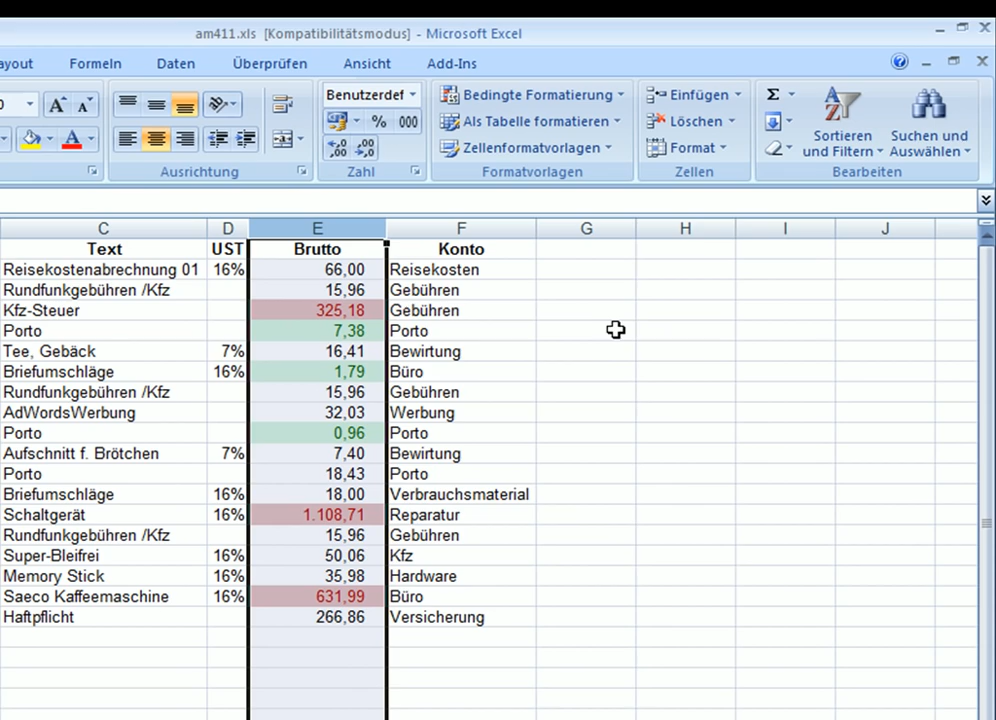 am411.xls [Kompatibilitätsmodus] - Microsoft Excel
ayout Formeln Daten Überprüfen Ansicht Add-Ins
0 A A Benutzerdef Bedingte Formatierung Einfügen Σ
A % 000 Als Tabelle formatieren Löschen Sortieren und Filtern Suchen und Auswählen
,00 ,00 Zellenformatvorlagen Format
Ausrichtung Zahl Formatvorlagen Zellen Bearbeiten
C D E F G H I J
Text UST Brutto Konto
Reisekostenabrechnung 01 16% 66,00 Reisekosten
Rundfunkgebühren /Kfz 15,96 Gebühren
Kfz-Steuer 325,18 Gebühren
Porto 7,38 Porto
Tee, Gebäck 7% 16,41 Bewirtung
Briefumschläge 16% 1,79 Büro
Rundfunkgebühren /Kfz 15,96 Gebühren
AdWordsWerbung 32,03 Werbung
Porto 0,96 Porto
Aufschnitt f. Brötchen 7% 7,40 Bewirtung
Porto 18,43 Porto
Briefumschläge 16% 18,00 Verbrauchsmaterial
Schaltgerät 16% 1.108,71 Reparatur
Rundfunkgebühren /Kfz 15,96 Gebühren
Super-Bleifrei 16% 50,06 Kfz
Memory Stick 16% 35,98 Hardware
Saeco Kaffeemaschine 16% 631,99 Büro
Haftpflicht 266,86 Versicherung